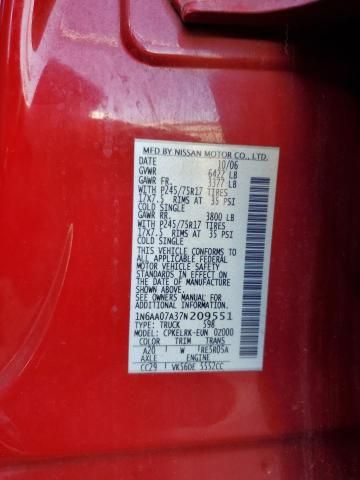 MFD BY NISSAN MOTOR CO., LTD.
DATE 10/06
GVWR 6422 LB
GAWR FR. 3377 LB
WITH P245/75R17 TIRES
17X7.5 RIMS AT 35 PSI
COLD SINGLE
GAWR RR. 3800 LB
WITH P245/75R17 TIRES
17X7.5 RIMS AT 35 PSI
COLD SINGLE
THIS VEHICLE CONFORMS TO
ALL APPLICABLE FEDERAL
MOTOR VEHICLE SAFETY
STANDARDS IN EFFECT ON
THE DATE OF MANUFACTURE
SEE OWNERS MANUAL FOR
ADDITIONAL INFORMATION
1N6AA07A37N209551
TYPE: TRUCK 598
MODEL: CPKELRK-EUN 02000
COLOR TRIM TRANS
A20 W RE5R05A
AXLE ENGINE
CC29 VK56DE 5552CC